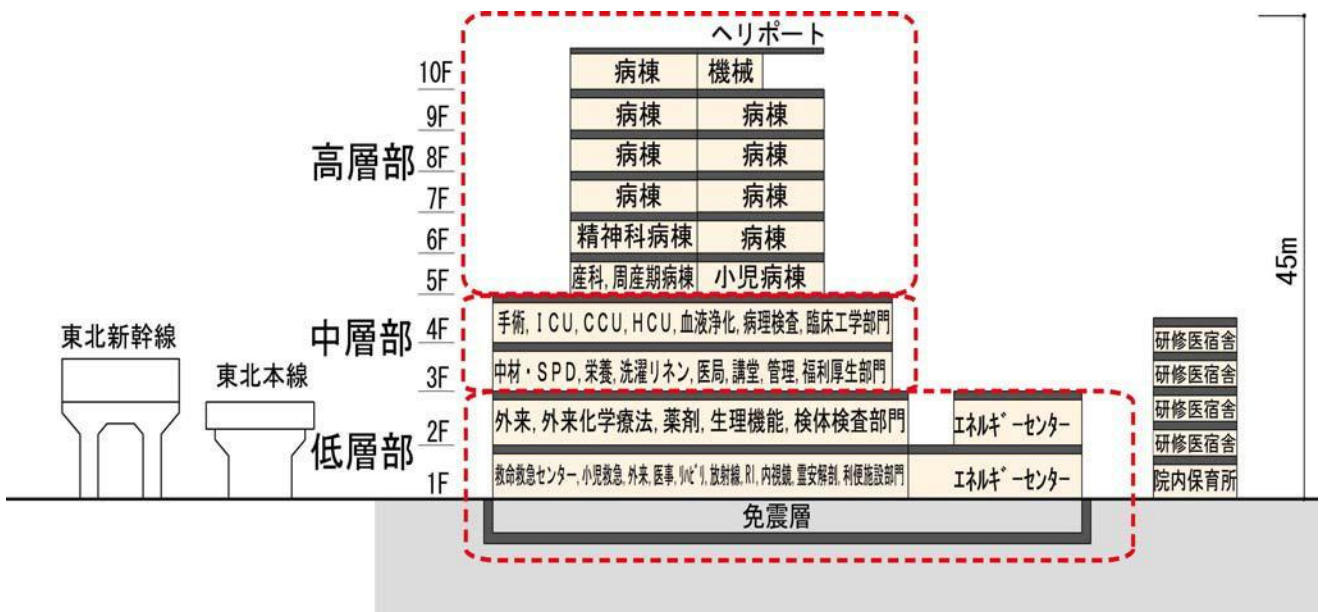 ヘリポート
10F
病棟
機械
9F
病棟
病棟
高層部
8F
病棟
病棟
7F
病棟
病棟
6F
精神科病棟
病棟
5F
産科,周産期病棟
小児病棟
45m
中層部
4F
手術,ICU,CCU,HCU,血液浄化,病理検査,臨床工学部門
3F
中材・SPD,栄養,洗濯リネン,医局,講堂,管理,福利厚生部門
東北新幹線
東北本線
低層部
2F
外来,外来化学療法,薬剤,生理機能,検体検査部門
エネルギーセンター
1F
救命救急センター,小児救急,外来,医事,リハビリ,放射線,RI,内視鏡,霊安解剖,利便施設部門
エネルギーセンター
免震層
研修医宿舎
研修医宿舎
研修医宿舎
研修医宿舎
院内保育所